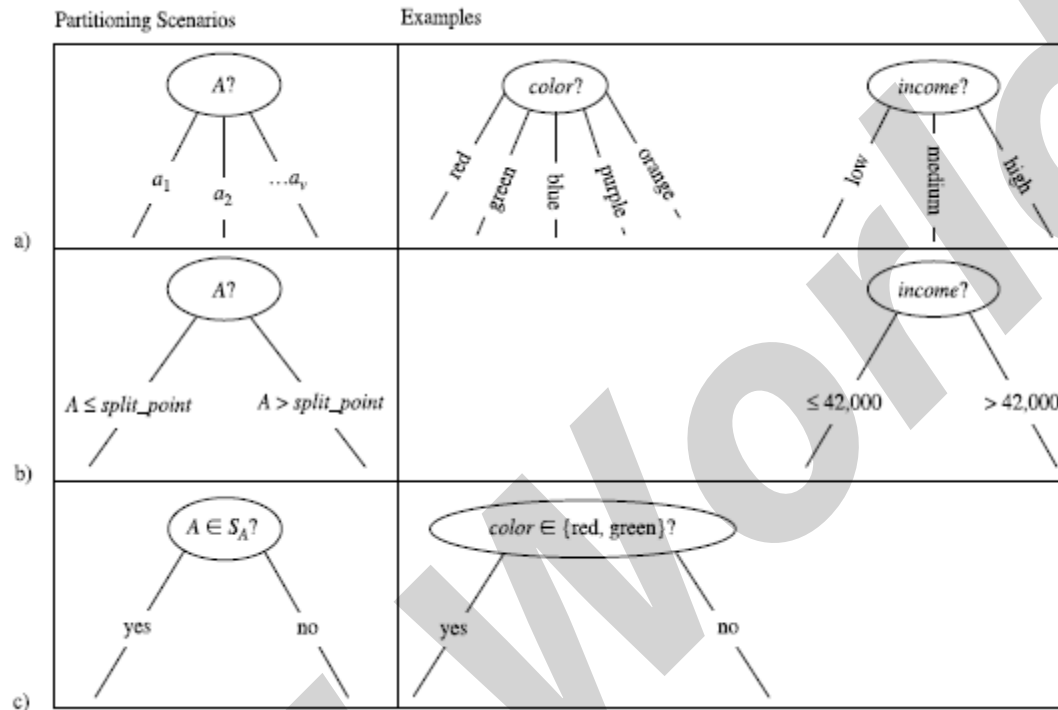 Partitioning Scenarios Examples
A? color? income?
a1 a2 ...av red green blue purple orange low medium high
a)
A? income?
A ≤ split_point A > split_point ≤ 42,000 > 42,000
b)
A ∈ SA? color ∈ {red, green}?
yes no yes no
c)
World